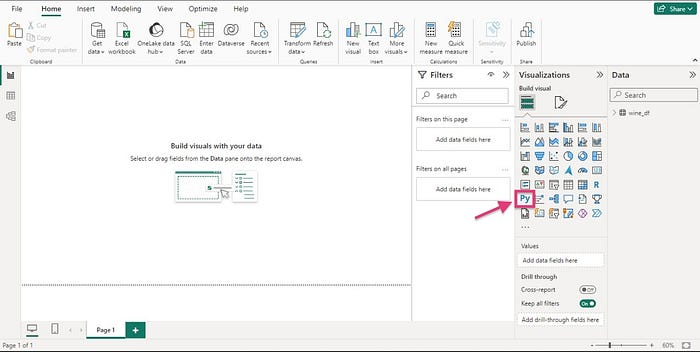 File Home Insert Modeling View Optimize Help
Share
Paste
Cut
Copy
Format painter
Get data
Excel workbook
OneLake data hub
SQL Server
Enter data
Dataverse
Recent sources
Transform data
Refresh
New visual
Text box
More visuals
New measure
Quick measure
Sensitivity
Publish
Clipboard
Data
Queries
Insert
Calculations
Sensitivity
Share
Build visuals with your data
Select or drag fields from the Data pane onto the report canvas.
Filters
Search
Filters on this page
Add data fields here
Filters on all pages
Add data fields here
Visualizations
Build visual
R
Py
Values
Add data fields here
Drill through
Cross-report
Off
Keep all filters
On
Add drill-through fields here
Data
Search
wine_df
Page 1
Page 1 of 1
60%